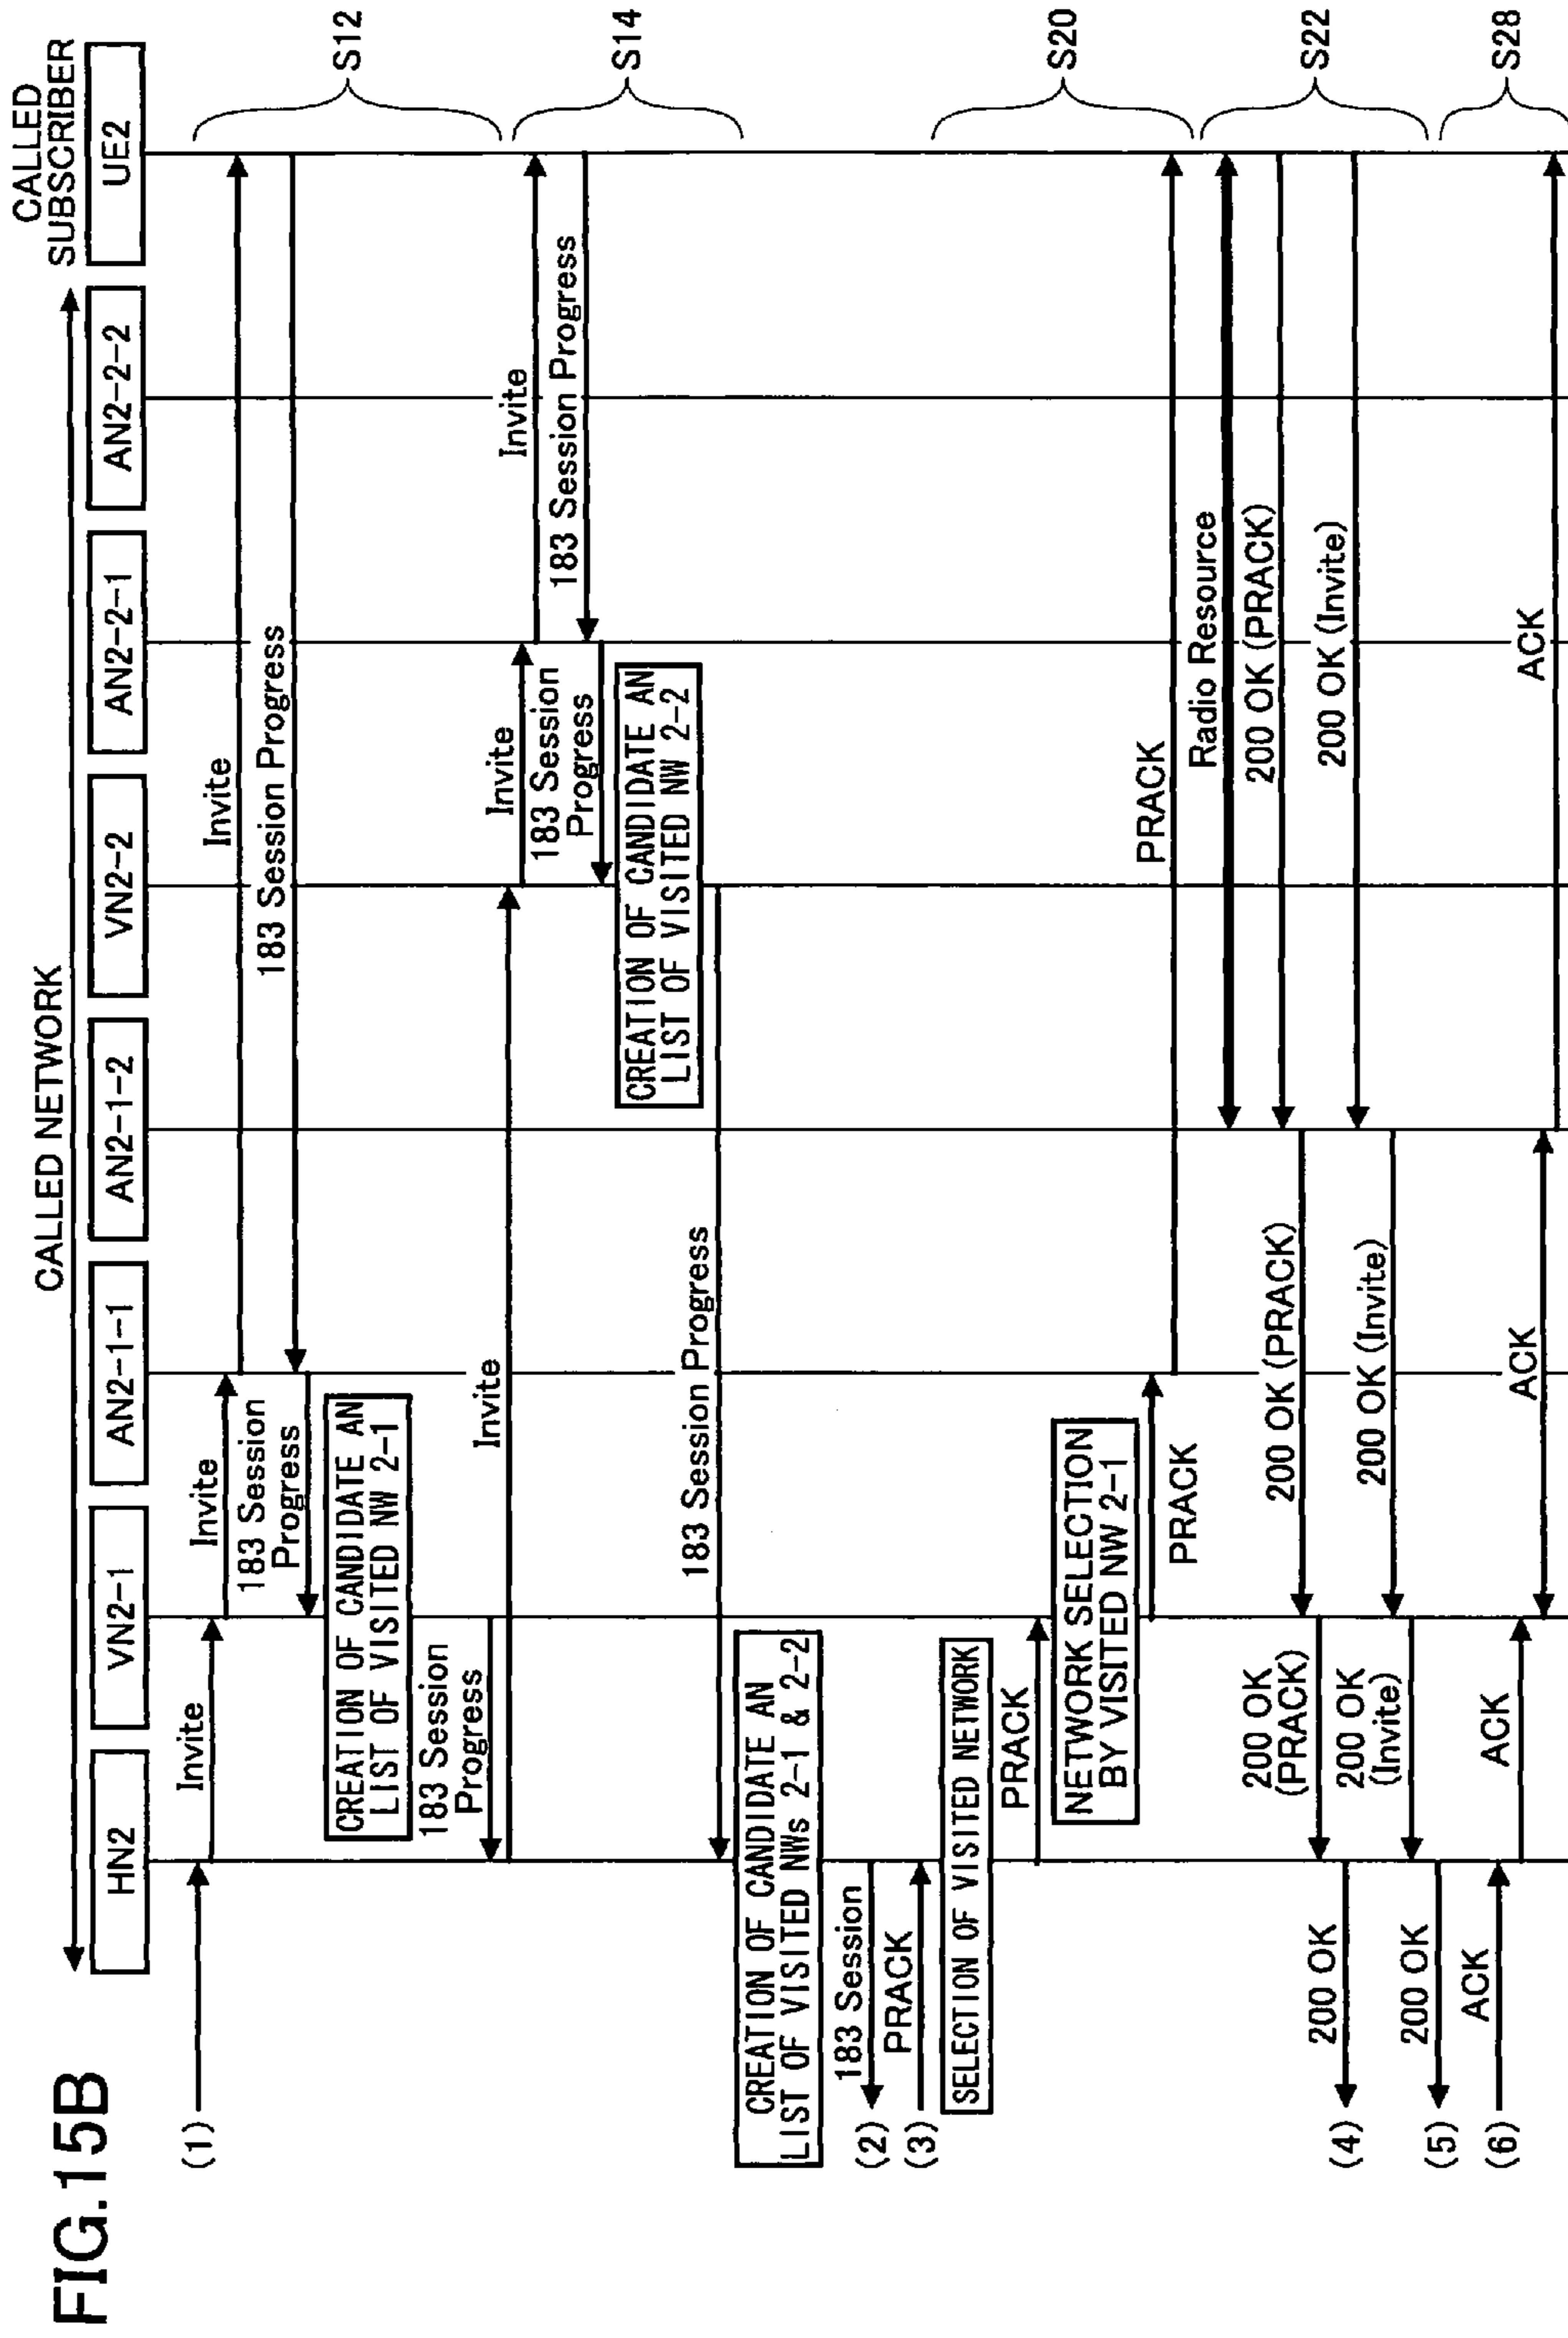 FIG.15B
CALLED NETWORK
CALLED
SUBSCRIBER
HN2
VN2-1
AN2-1-1
AN2-1-2
VN2-2
AN2-2-1
AN2-2-2
UE2
(1)
Invite
Invite
Invite
183 Session Progress
183 Session
Progress
CREATION OF CANDIDATE AN
LIST OF VISITED NW 2-1
183 Session
Progress
S12
Invite
Invite
Invite
183 Session Progress
183 Session
Progress
CREATION OF CANDIDATE AN
LIST OF VISITED NW 2-2
183 Session Progress
S14
CREATION OF CANDIDATE AN
LIST OF VISITED NWs 2-1 & 2-2
183 Session
(2)
PRACK
(3)
SELECTION OF VISITED NETWORK
PRACK
NETWORK SELECTION
BY VISITED NW 2-1
PRACK
PRACK
S20
Radio Resource
200 OK (PRACK)
200 OK (PRACK)
200 OK
(PRACK)
200 OK
(4)
200 OK (Invite)
200 OK (Invite)
200 OK
(Invite)
200 OK
(5)
S22
ACK
(6)
ACK
ACK
ACK
S28